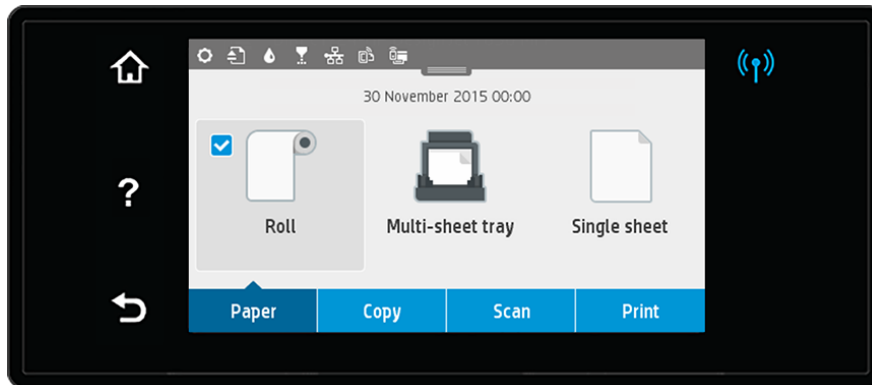 30 November 2015 00:00
Roll
Multi-sheet tray
Single sheet
?
Paper
Copy
Scan
Print